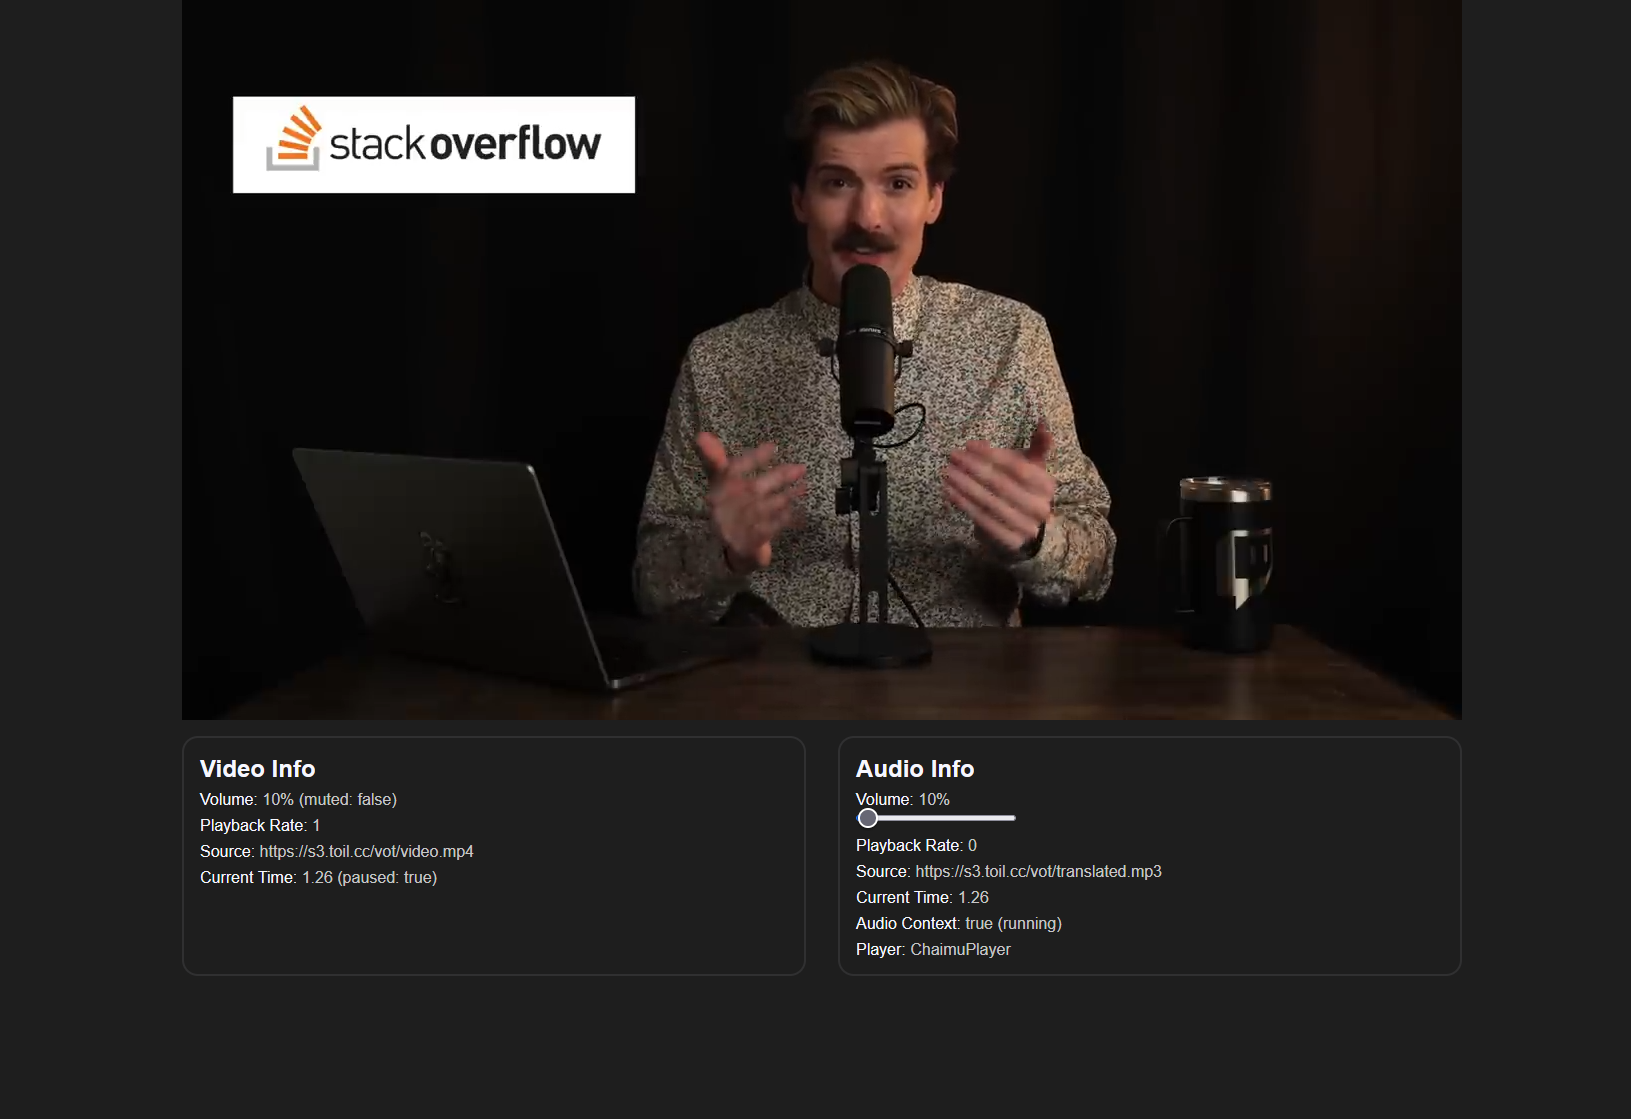 stackoverflow
Video Info
Volume: 10% (muted: false)
Playback Rate: 1
Source: https://s3.toil.cc/vot/video.mp4
Current Time: 1.26 (paused: true)
Audio Info
Volume: 10%
Playback Rate: 0
Source: https://s3.toil.cc/vot/translated.mp3
Current Time: 1.26
Audio Context: true (running)
Player: ChaimuPlayer